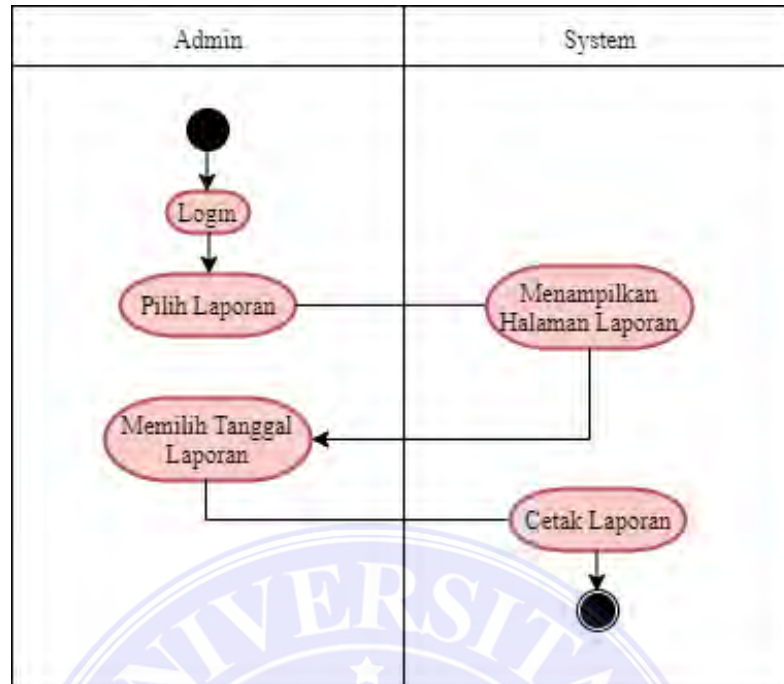 Admin
System
Login
Pilih Laporan
Menampilkan
Halaman Laporan
Memilih Tanggal
Laporan
Cetak Laporan